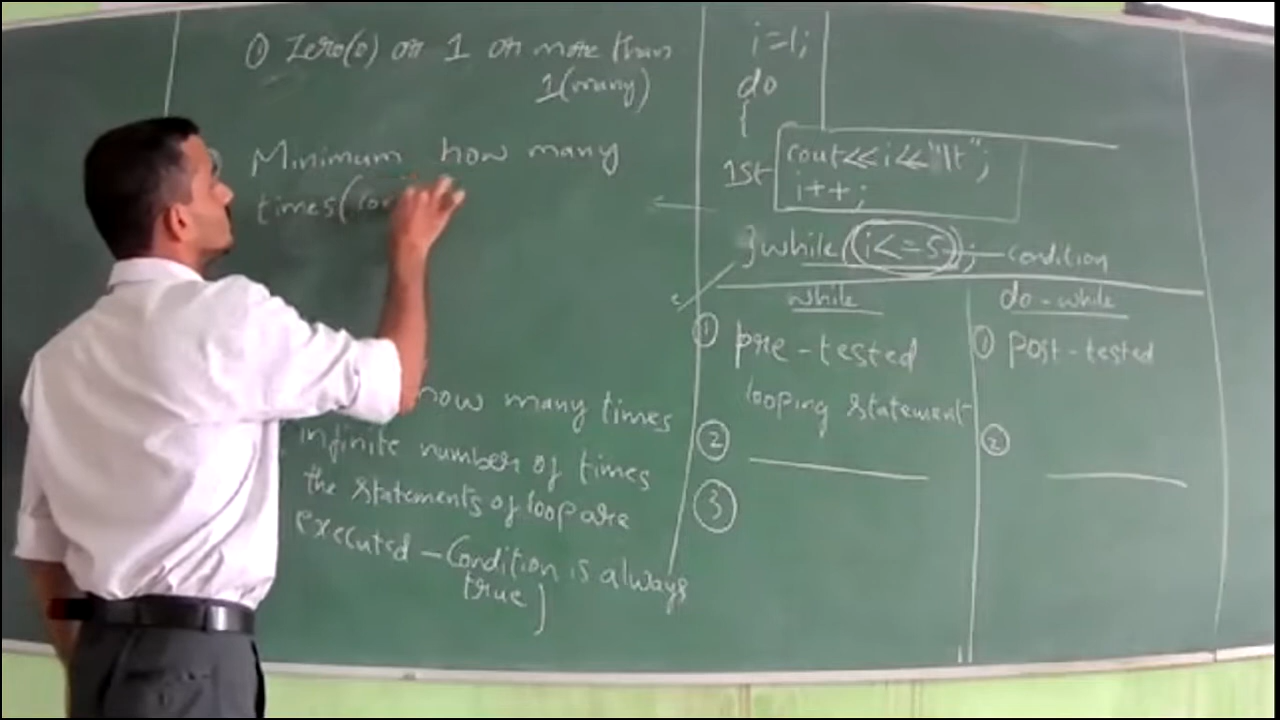 ① Zero(0) or 1 or more than
1(many)
Minimum how many
times(
how many times
infinite number of times
the statements of loop are
executed - Condition is always
true]
i=1;
do
{
1st cout<<i<<"\t";
i++;
}while(i<=5); condition
while
① pre-tested
looping statement
②
③
do-while
① post-tested
②